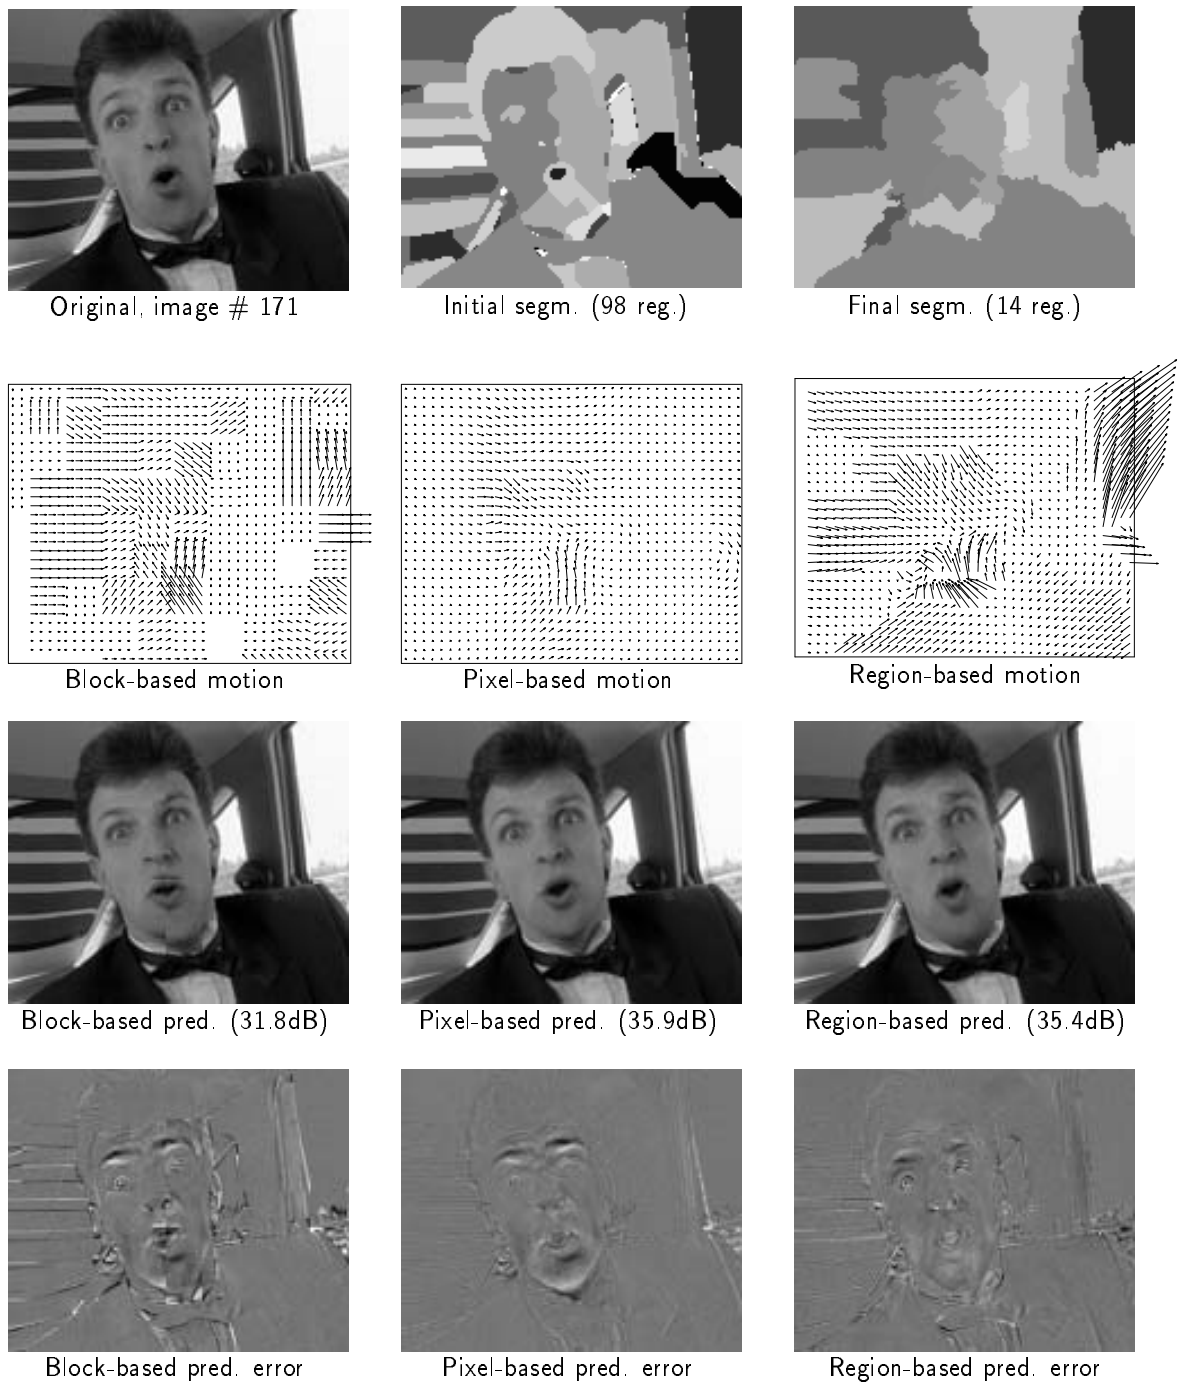 Original, image # 171
Initial segm. (98 reg.)
Final segm. (14 reg.)
Block-based motion
Pixel-based motion
Region-based motion
Block-based pred. (31.8dB)
Pixel-based pred. (35.9dB)
Region-based pred. (35.4dB)
Block-based pred. error
Pixel-based pred. error
Region-based pred. error